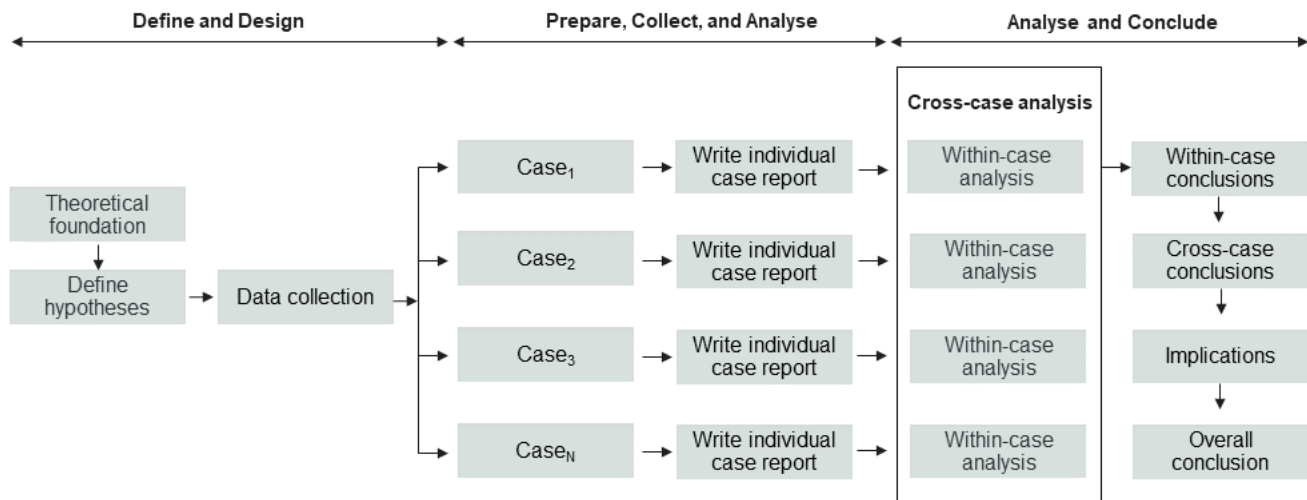 Define and Design
Prepare, Collect, and Analyse
Analyse and Conclude
Cross-case analysis
Theoretical
foundation
Define
hypotheses
Data collection
Case₁
Write individual
case report
Within-case
analysis
Within-case
conclusions
Case₂
Write individual
case report
Within-case
analysis
Cross-case
conclusions
Case₃
Write individual
case report
Within-case
analysis
Implications
Case_N
Write individual
case report
Within-case
analysis
Overall
conclusion